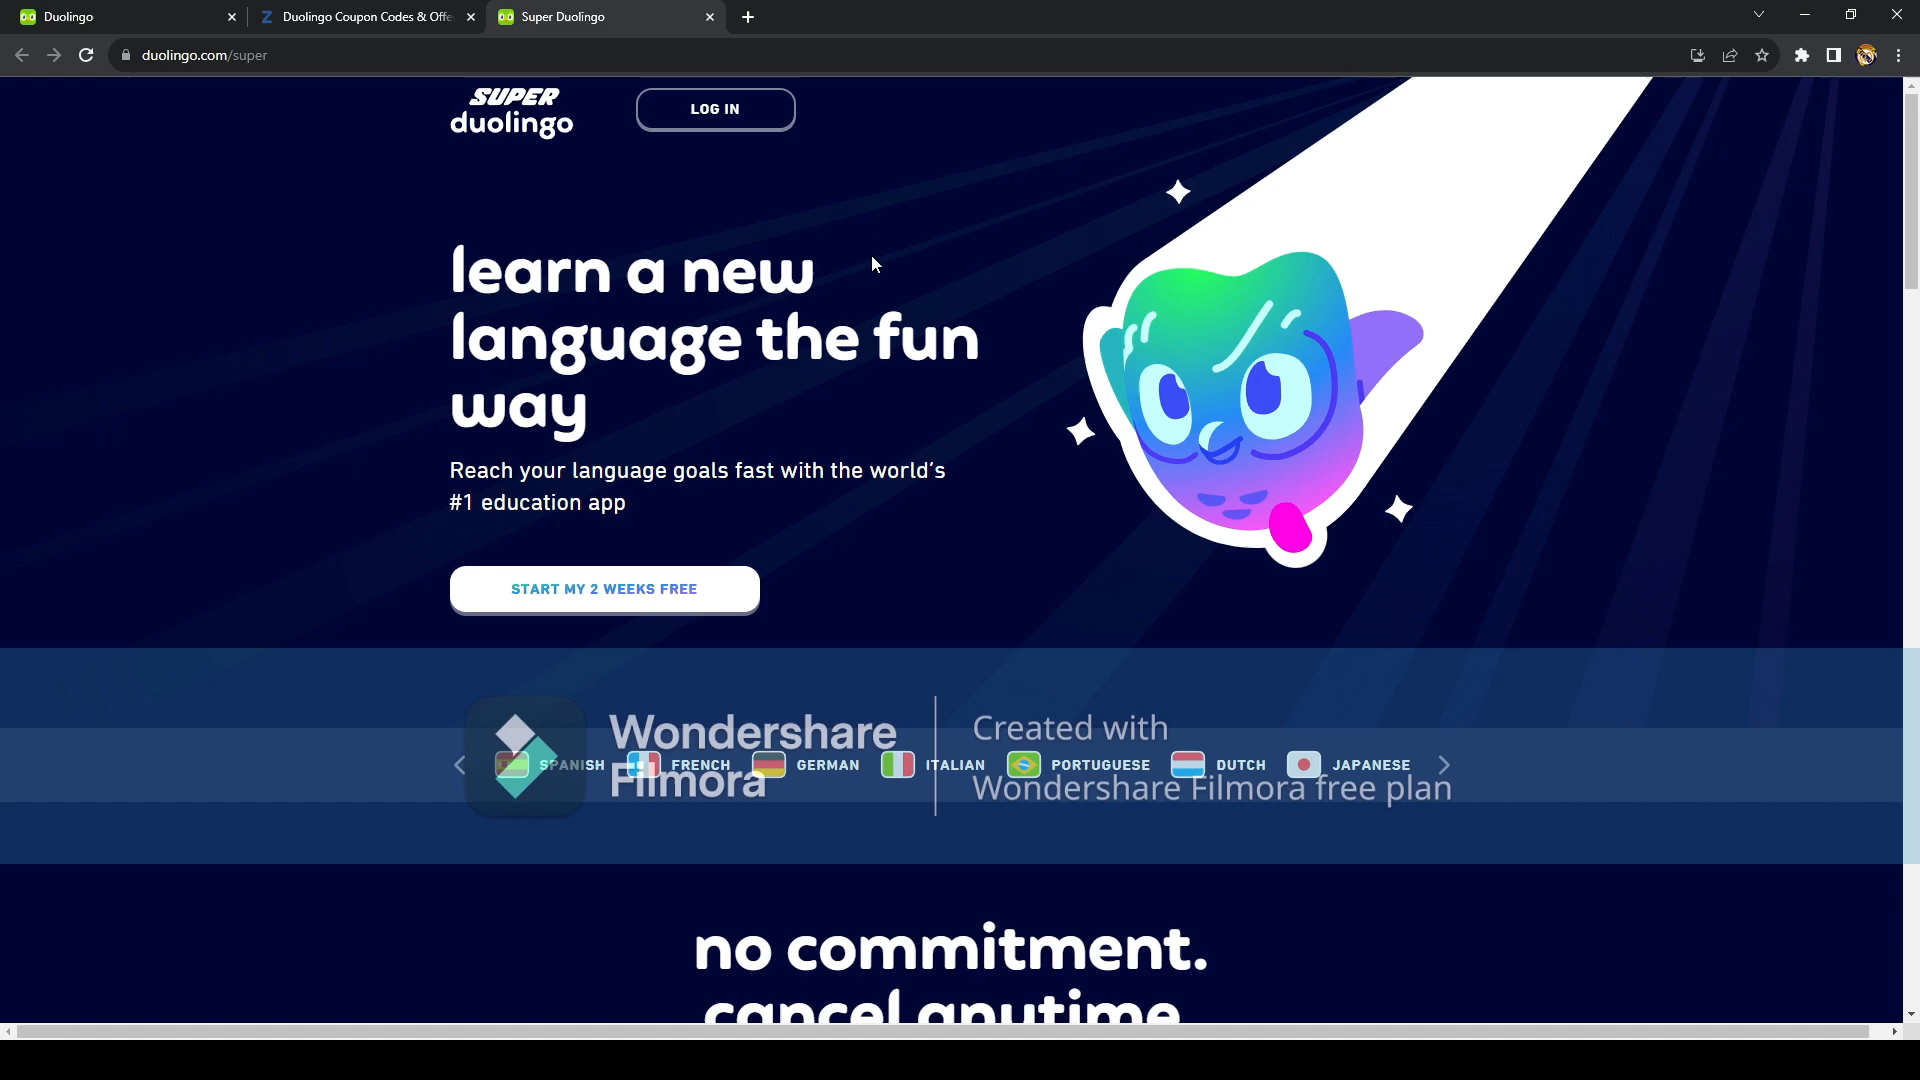 Duolingo
Duolingo Coupon Codes & Offe
Super Duolingo
duolingo.com/super
SUPER
duolingo
LOG IN
learn a new
language the fun
way
Reach your language goals fast with the world's
#1 education app
START MY 2 WEEKS FREE
Wondershare
Filmora
Created with
Wondershare Filmora free plan
SPANISH
FRENCH
GERMAN
ITALIAN
PORTUGUESE
DUTCH
JAPANESE
no commitment.
cancel anytime